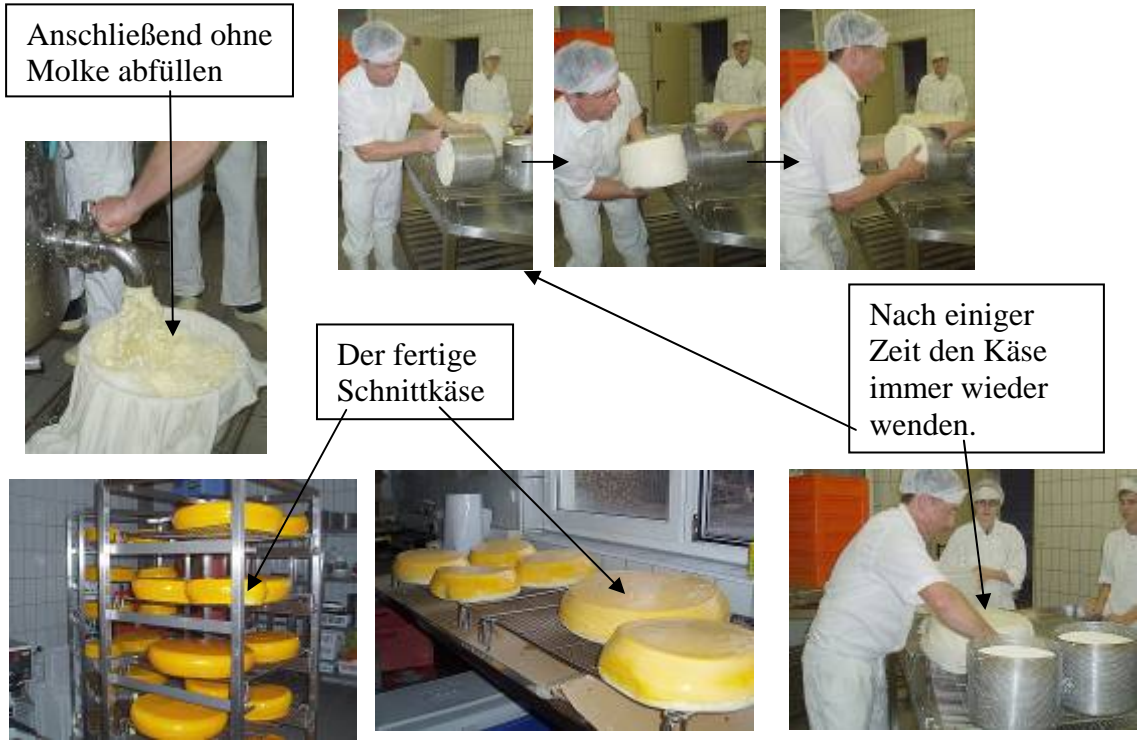 Anschließend ohne
Molke abfüllen
Der fertige
Schnittkäse
Nach einiger
Zeit den Käse
immer wieder
wenden.